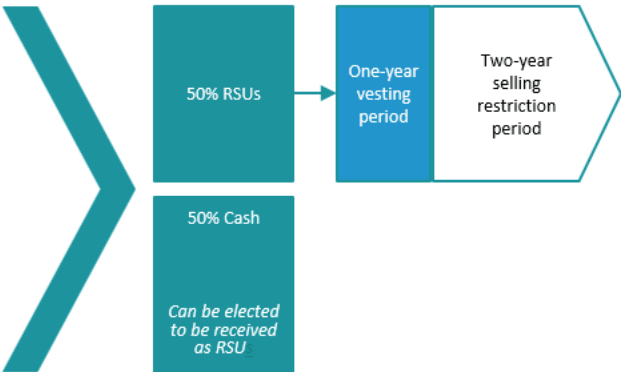 50% RSUs
One-year
vesting
period
Two-year
selling
restriction
period
50% Cash
Can be elected
to be received
as RSUs